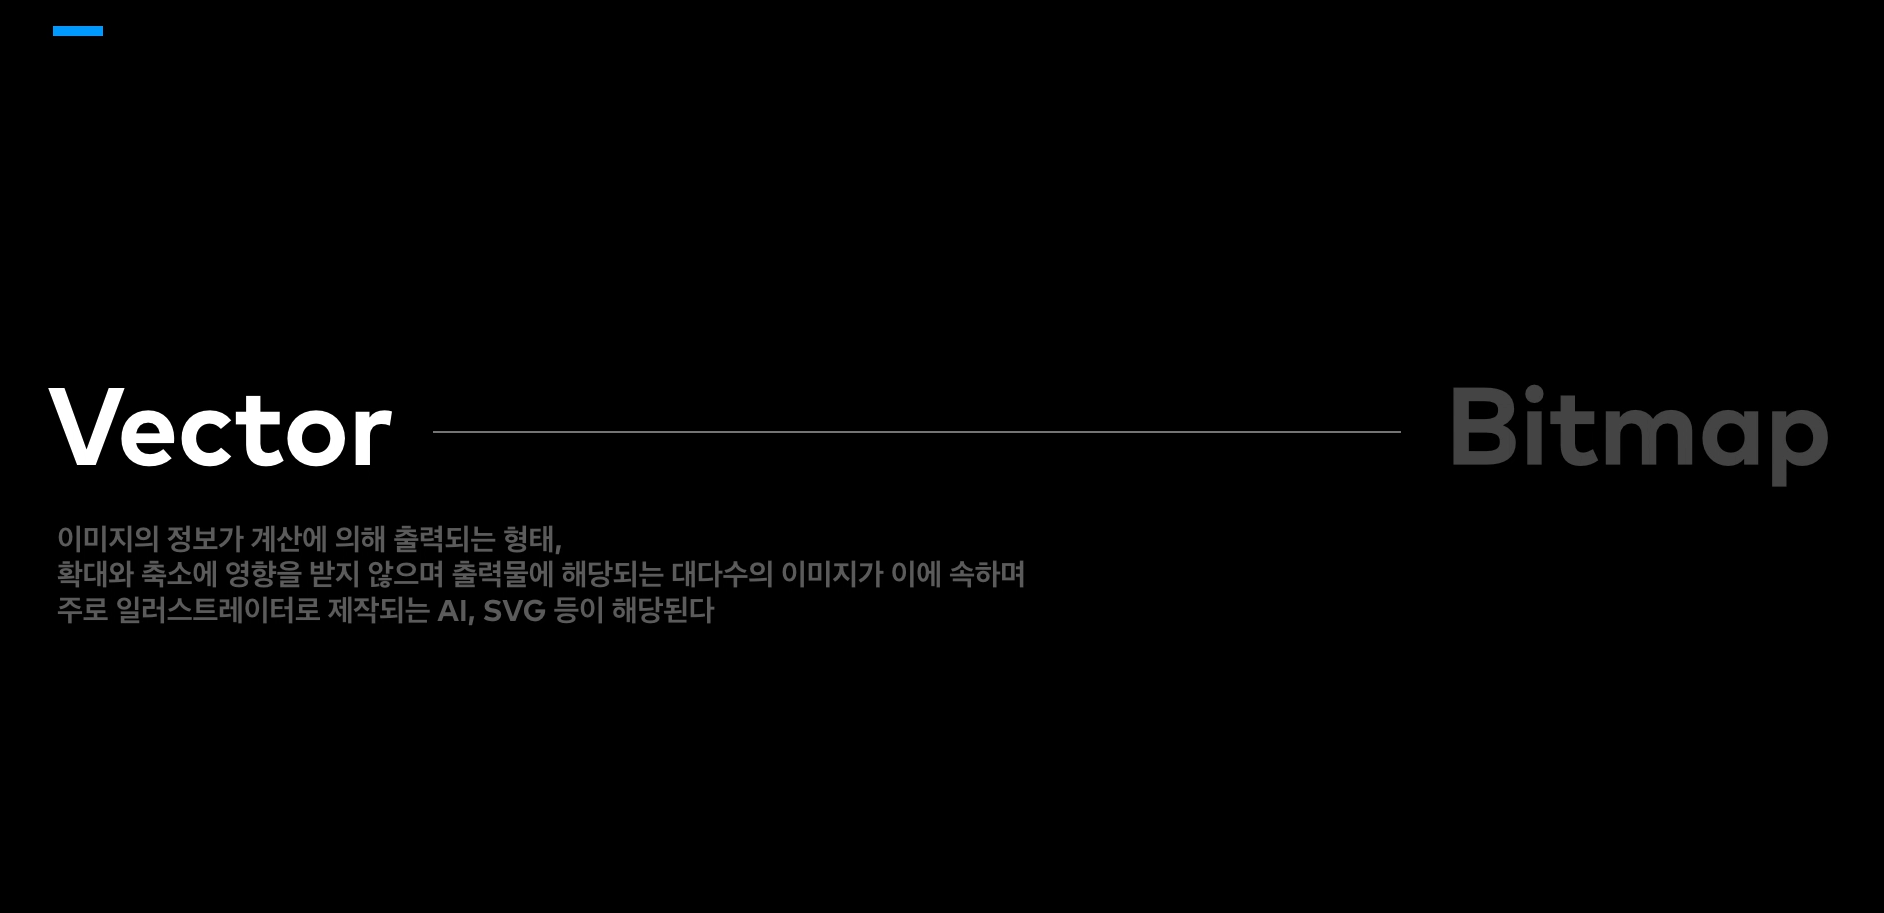 Vector
Bitmap
이미지의 정보가 계산에 의해 출력되는 형태,
확대와 축소에 영향을 받지 않으며 출력물에 해당되는 대다수의 이미지가 이에 속하며
주로 일러스트레이터로 제작되는 AI, SVG 등이 해당된다